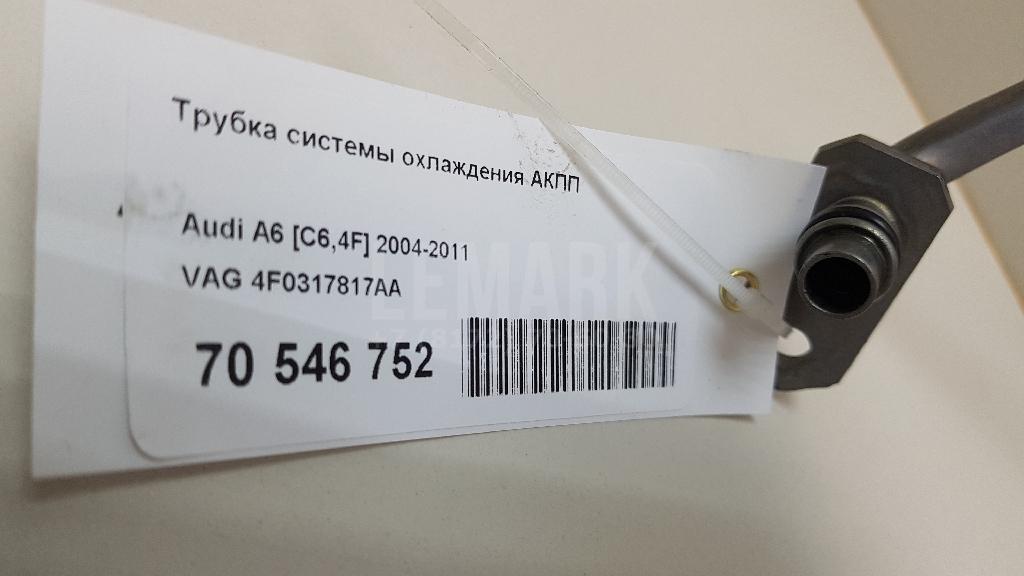 Трубка системы охлаждения АКПП
Audi A6 [C6,4F] 2004-2011
VAG 4F0317817AA
70 546 752
LEMARK